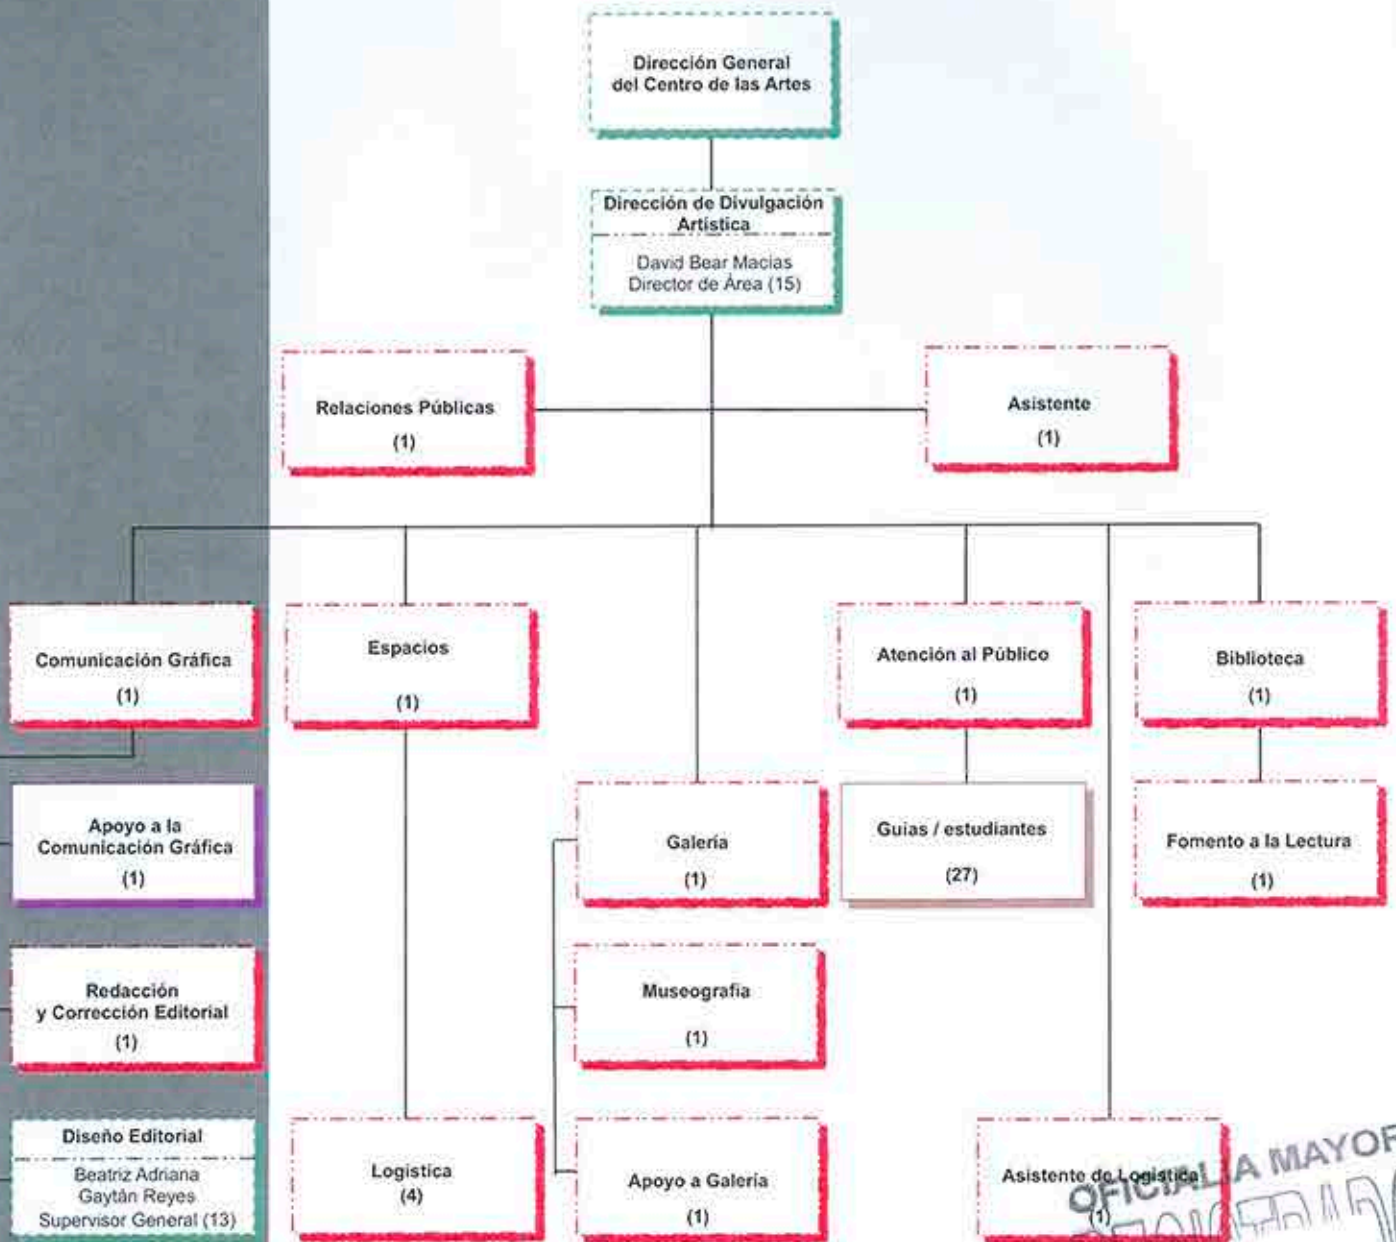 Dirección General
del Centro de las Artes
Dirección de Divulgación
Artística
David Bear Macias
Director de Área (15)
Relaciones Públicas
(1)
Asistente
(1)
Comunicación Gráfica
(1)
Espacios
(1)
Atención al Público
(1)
Biblioteca
(1)
Apoyo a la
Comunicación Gráfica
(1)
Galería
(1)
Guías / estudiantes
(27)
Fomento a la Lectura
(1)
Redacción
y Corrección Editorial
(1)
Museografía
(1)
Diseño Editorial
Beatriz Adriana
Gaytán Reyes
Supervisor General (13)
Logística
(4)
Apoyo a Galería
(1)
Asistente de Logística
(1)
OFICIALIA MAYOR